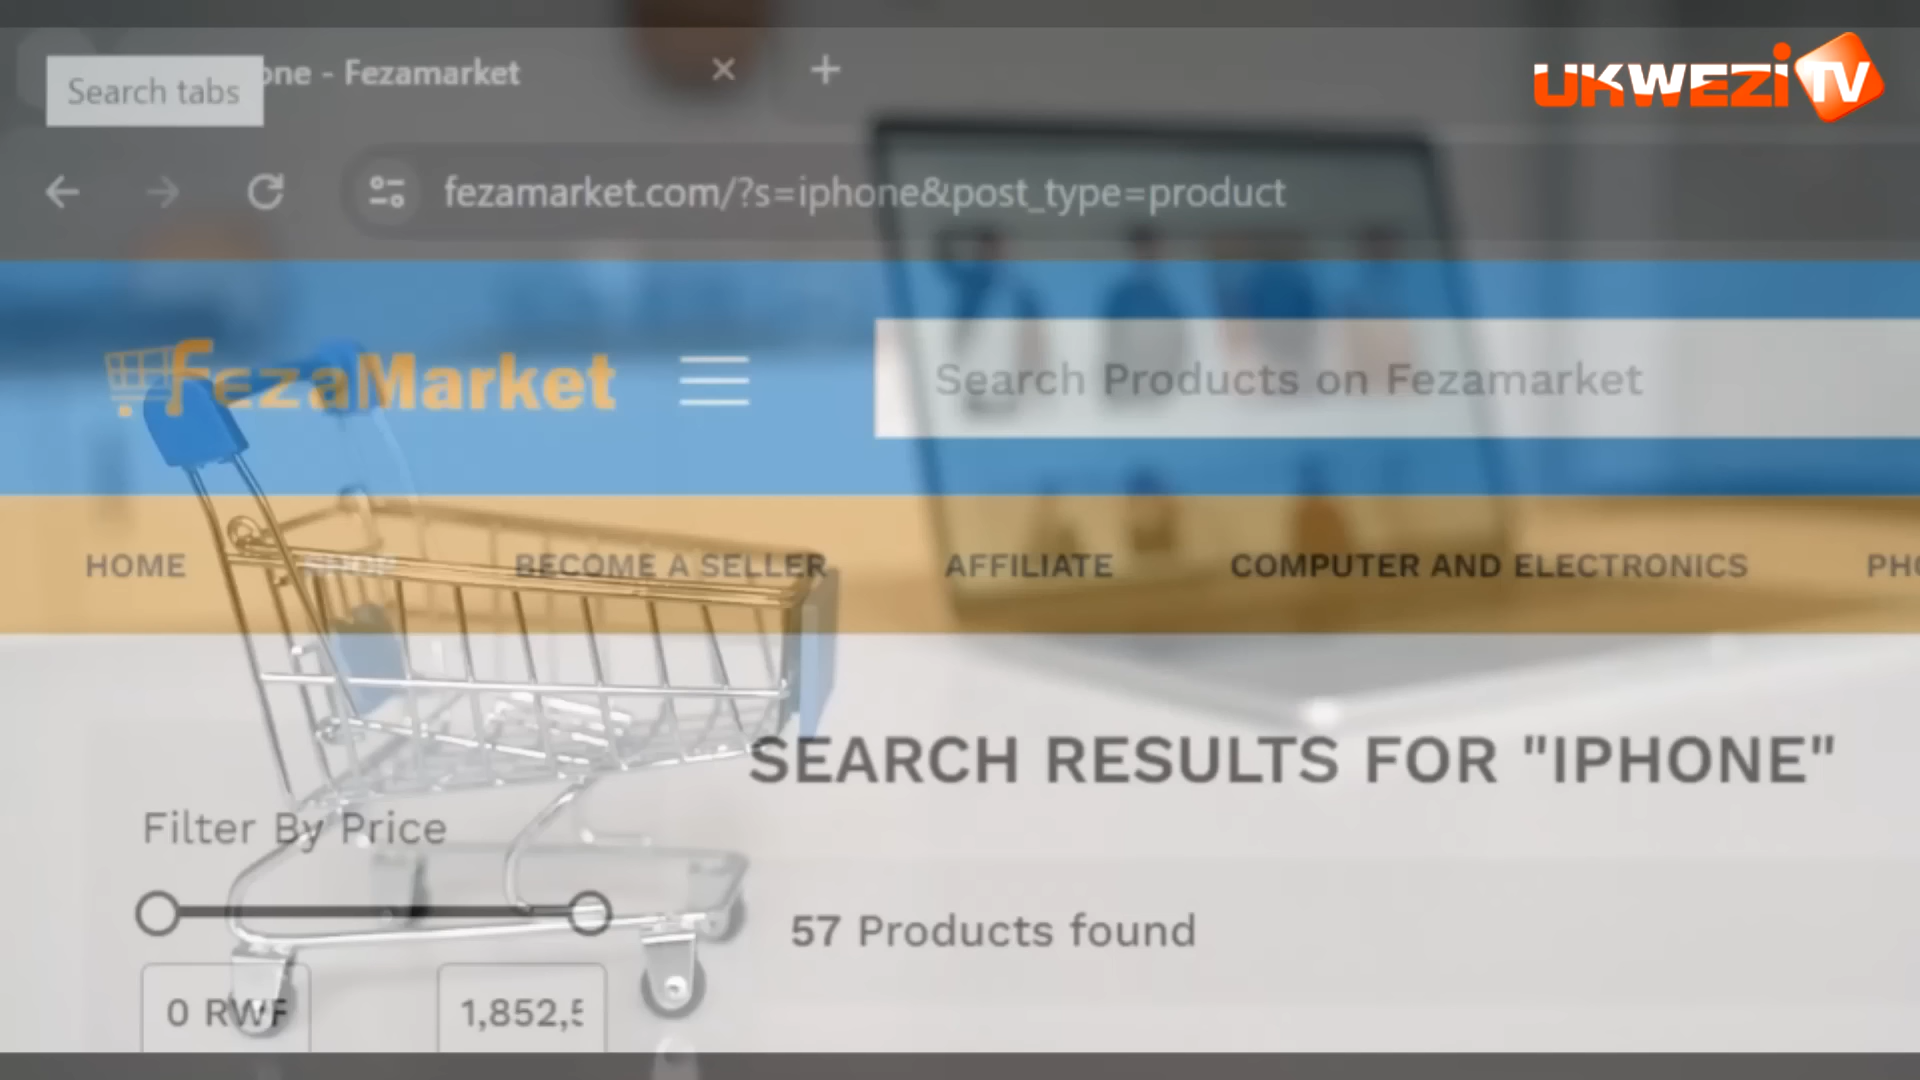 UKWEZI TV
Search tabs
one - Fezamarket
fezamarket.com/?s=iphone&post_type=product
FezaMarket
Search Products on Fezamarket
HOME SHOP BECOME A SELLER AFFILIATE COMPUTER AND ELECTRONICS PHO
SEARCH RESULTS FOR "IPHONE"
Filter By Price
57 Products found
0 RWF 1,852,5